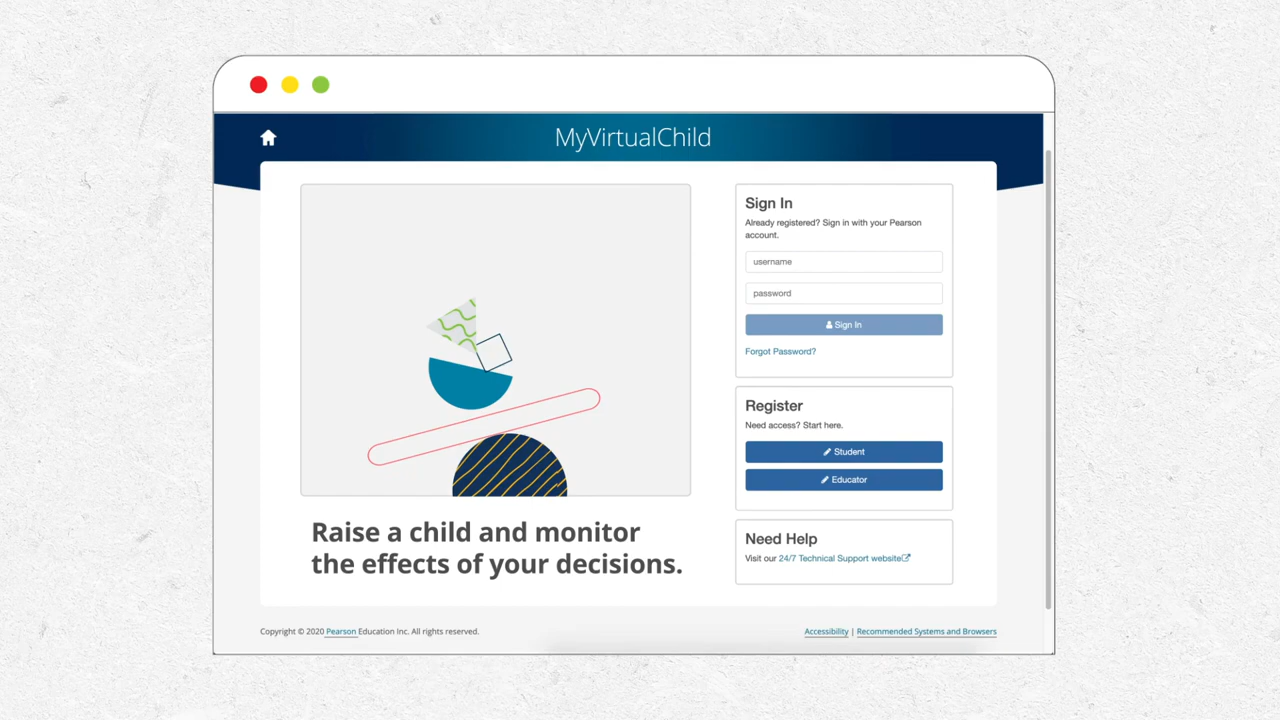 MyVirtualChild
Raise a child and monitor
the effects of your decisions.
Sign In
Already registered? Sign in with your Pearson
account.
username
password
Sign In
Forgot Password?
Register
Need access? Start here.
Student
Educator
Need Help
Visit our 24/7 Technical Support website
Copyright © 2020 Pearson Education Inc. All rights reserved.
Accessibility | Recommended Systems and Browsers